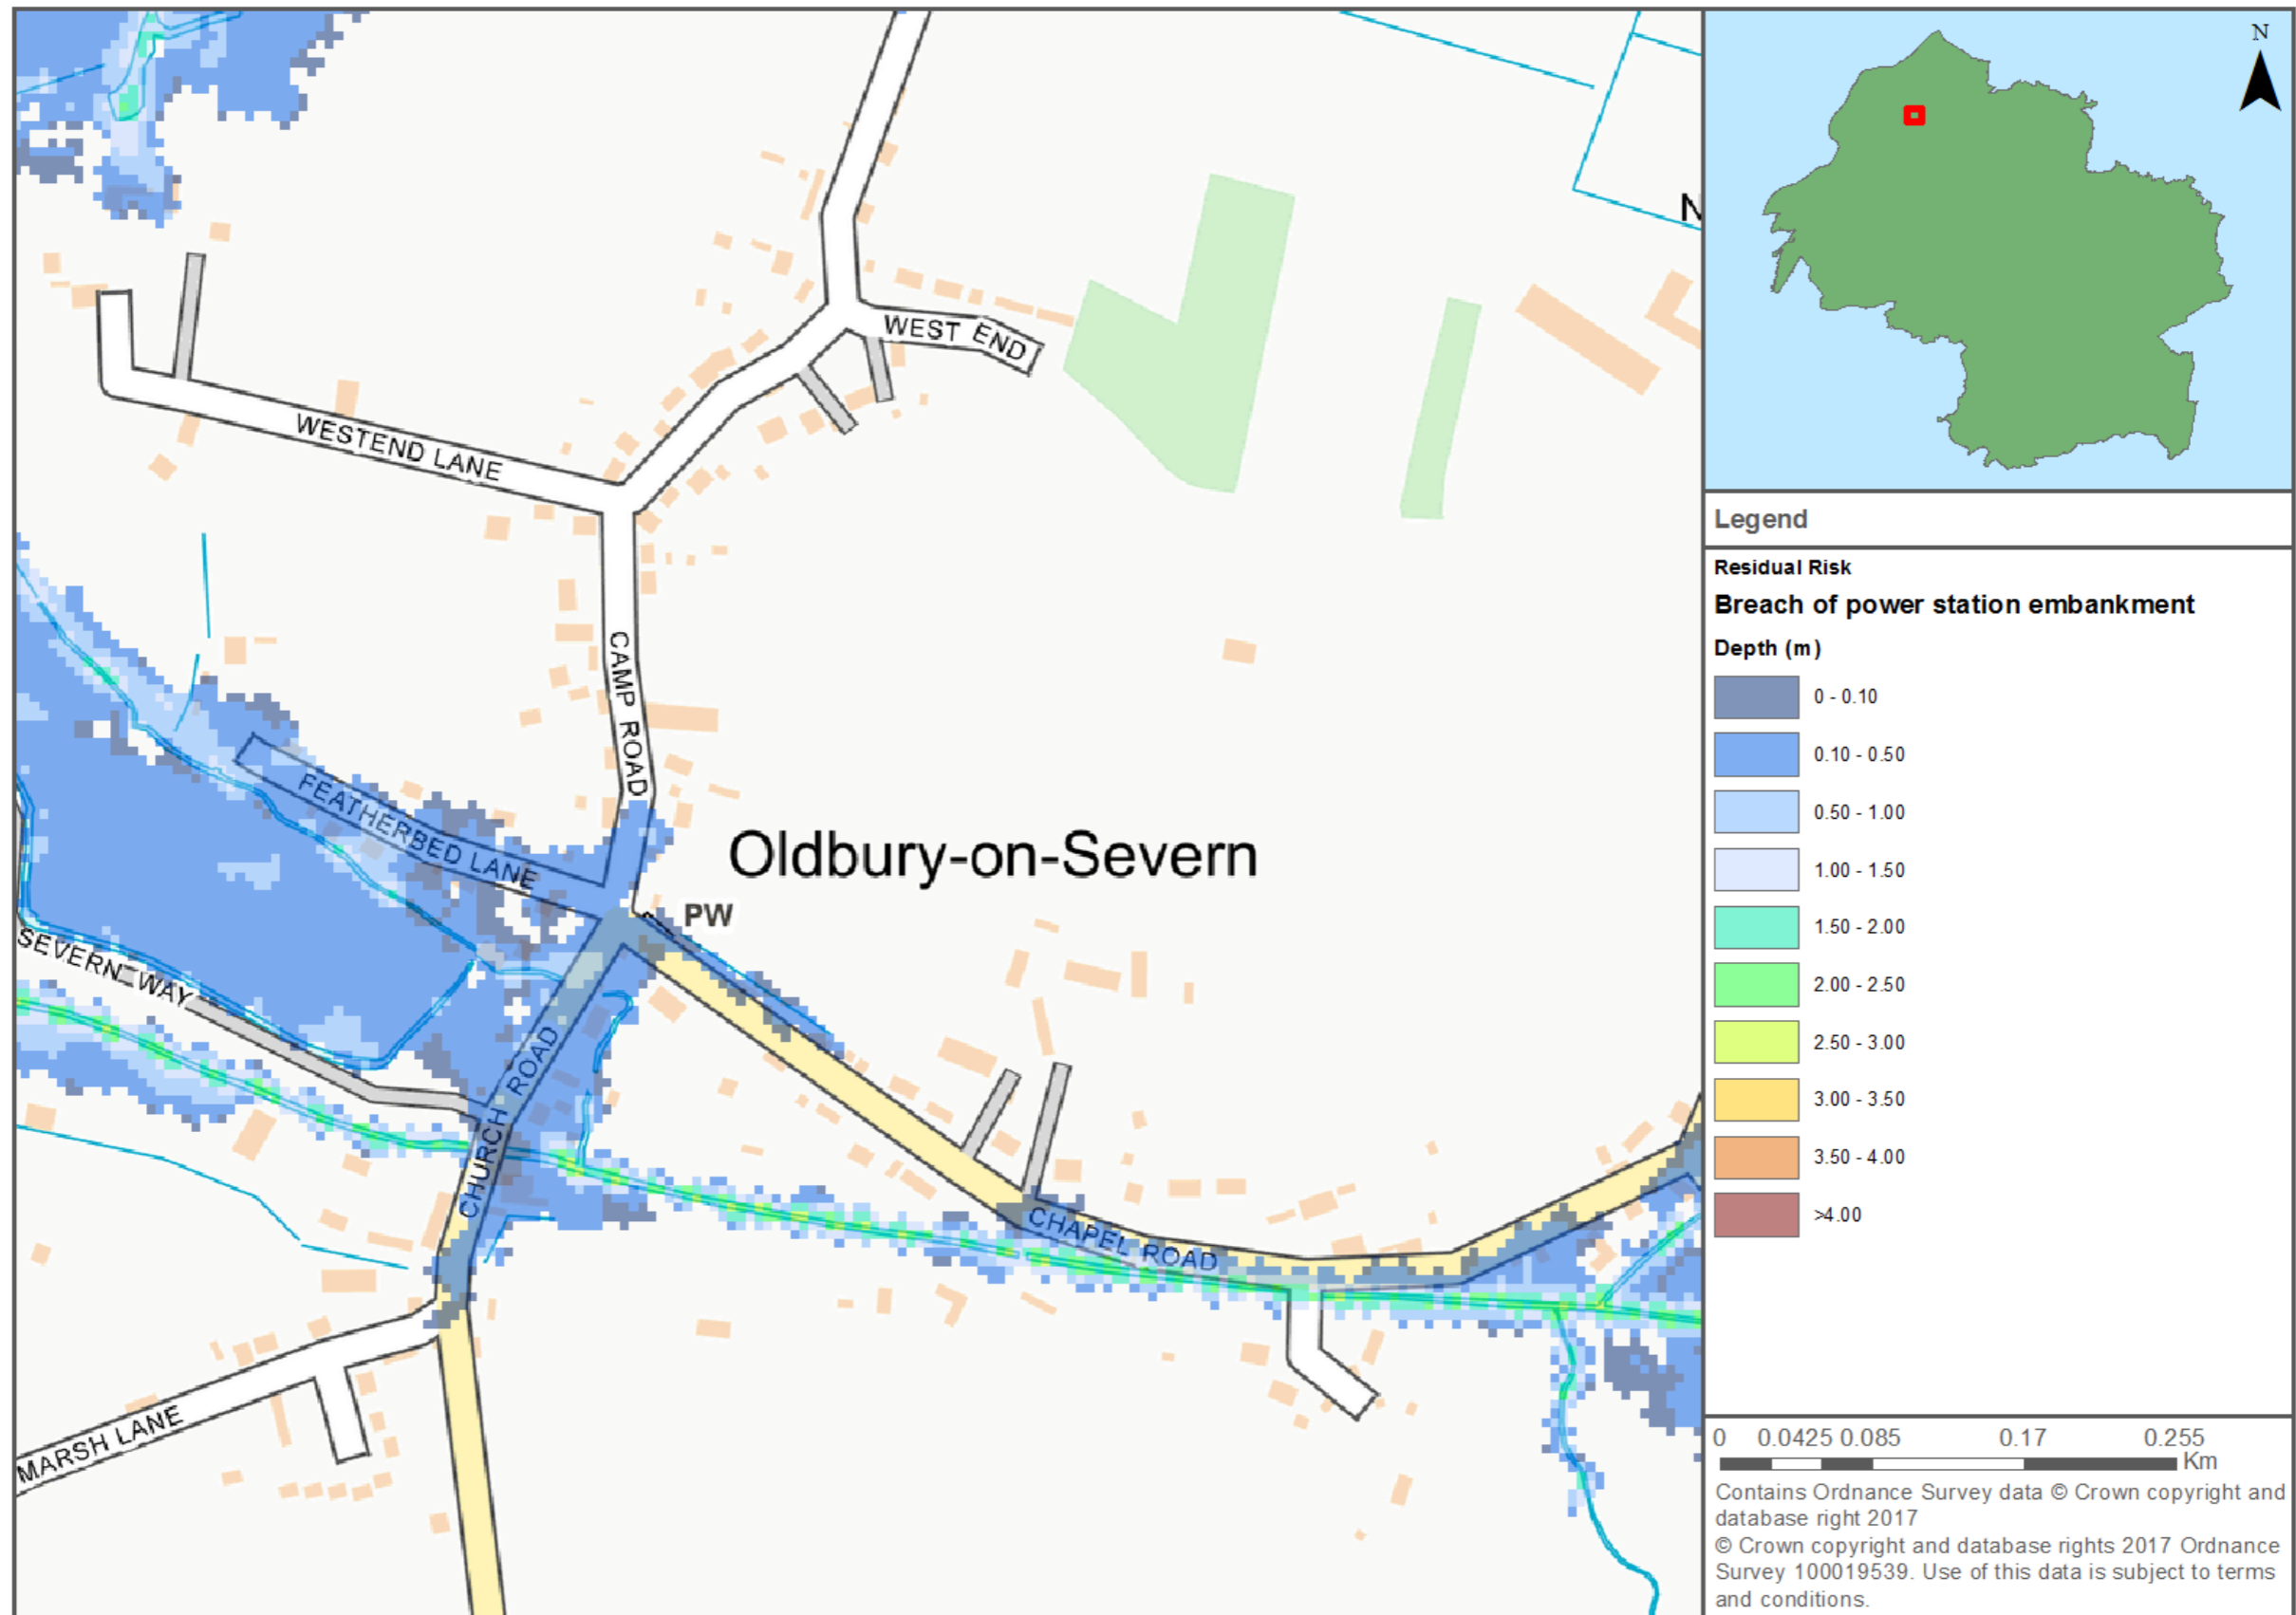 N
WEST END
WESTEND LANE
CAMP ROAD
FEATHERBED LANE
Oldbury-on-Severn
PW
SEVERN WAY
CHURCH ROAD
CHAPEL ROAD
MARSH LANE
N
Legend
Residual Risk
Breach of power station embankment
Depth (m)
0 - 0.10
0.10 - 0.50
0.50 - 1.00
1.00 - 1.50
1.50 - 2.00
2.00 - 2.50
2.50 - 3.00
3.00 - 3.50
3.50 - 4.00
>4.00
0 0.0425 0.085 0.17 0.255
Km
Contains Ordnance Survey data © Crown copyright and
database right 2017
© Crown copyright and database rights 2017 Ordnance
Survey 100019539. Use of this data is subject to terms
and conditions.